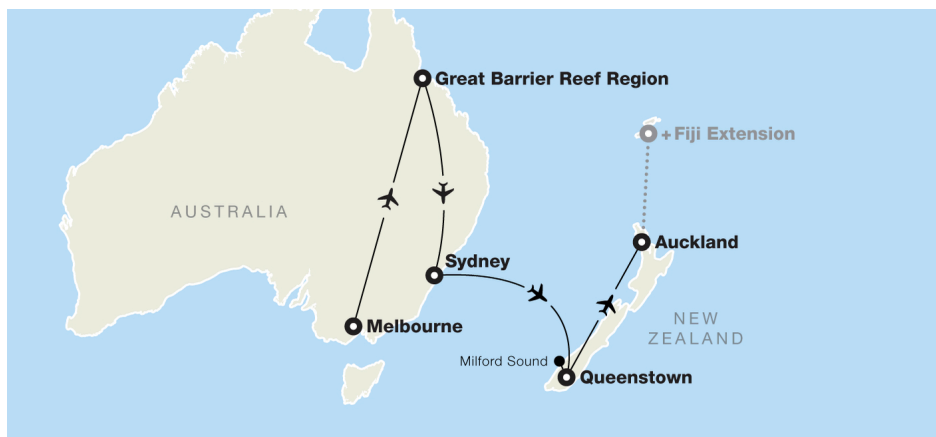 Great Barrier Reef Region
+ Fiji Extension
AUSTRALIA
Auckland
Sydney
Melbourne
NEW
ZEALAND
Milford Sound
Queenstown